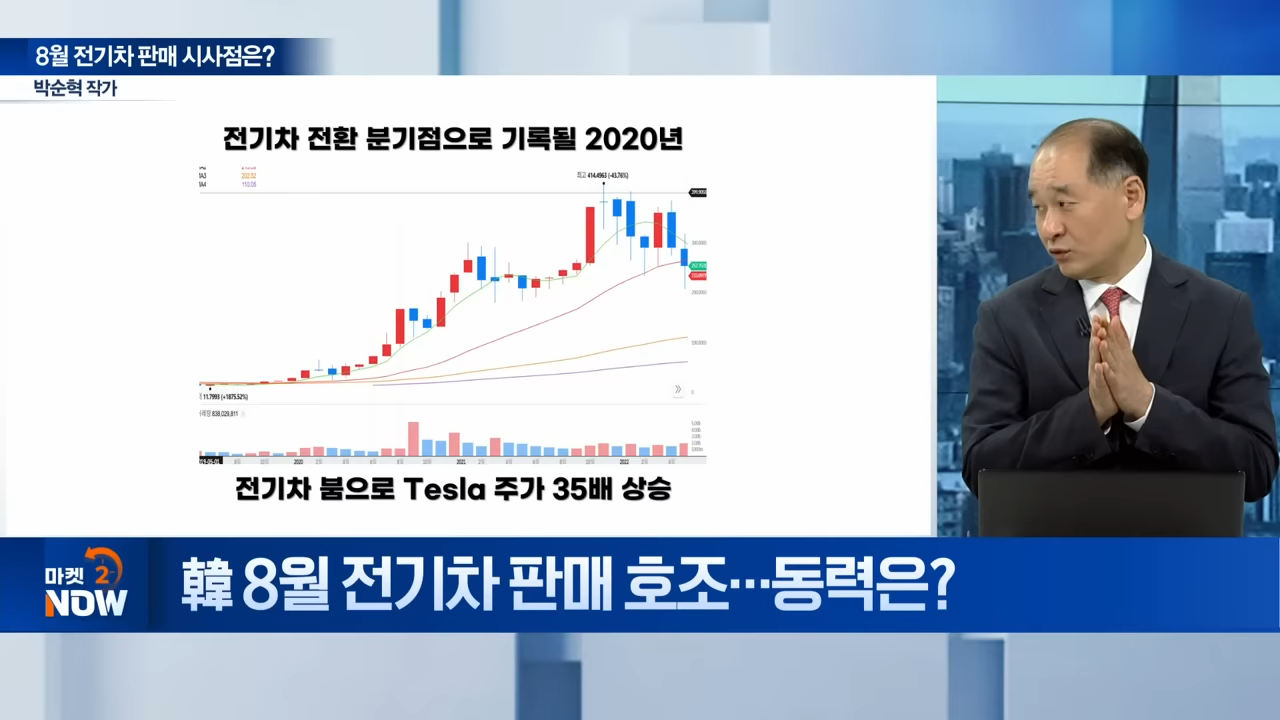 8월 전기차 판매 시사점은?
박순혁 작가
전기차 전환 분기점으로 기록될 2020년
최고 414.4963 (-43.76%)
11.7993 (+1875.52%)
838,029,811
2020
2021
2022
전기차 붐으로 Tesla 주가 35배 상승
마켓 2
NOW
韓 8월 전기차 판매 호조…동력은?